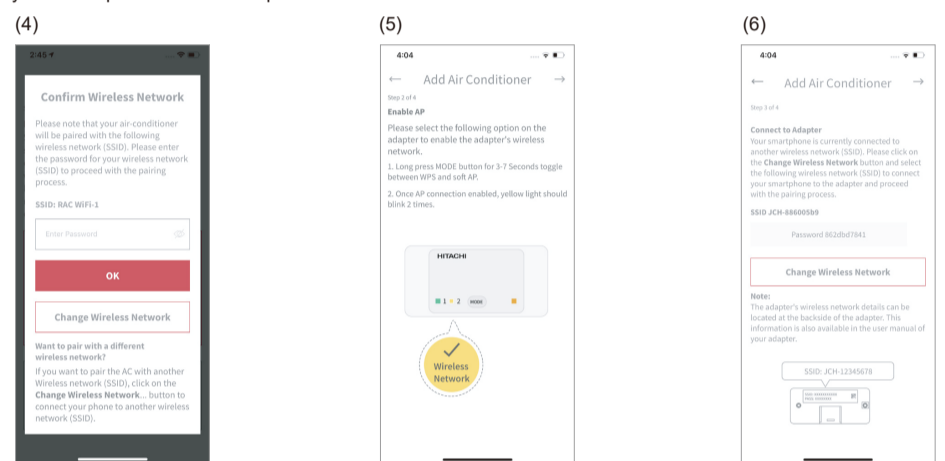 (4)
2:45
Confirm Wireless Network
Please note that your air-conditioner
will be paired with the following
wireless network (SSID). Please enter
the password for your wireless network
(SSID) to proceed with the pairing
process.
SSID: RAC WiFi-1
Enter Password
OK
Change Wireless Network
Want to pair with a different
wireless network?
If you want to pair the AC with another
Wireless network (SSID), click on the
Change Wireless Network... button to
connect your phone to another wireless
network (SSID).
(5)
4:04
← Add Air Conditioner →
Step 2 of 4
Enable AP
Please select the following option on the
adapter to enable the adapter's wireless
network.
1. Long press MODE button for 3-7 Seconds toggle
between WPS and soft AP.
2. Once AP connection enabled, yellow light should
blink 2 times.
HITACHI
1 2 MODE
Wireless
Network
(6)
4:04
← Add Air Conditioner →
Step 3 of 4
Connect to Adapter
Your smartphone is currently connected to
another wireless network (SSID). Please click on
the Change Wireless Network button and select
the following wireless network (SSID) to connect
your smartphone to the adapter and proceed
with the pairing process.
SSID JCH-886005b9
Password 862dbd7841
Change Wireless Network
Note:
The adapter's wireless network details can be
located at the backside of the adapter. This
information is also available in the user manual of
your adapter.
SSID: JCH-12345678